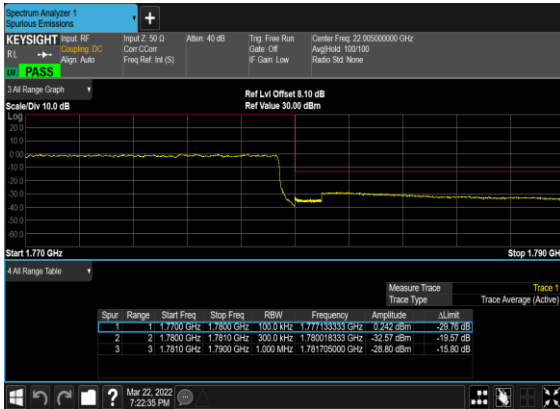 Spectrum Analyzer 1
Spurious Emissions
+
KEYSIGHT Input: RF Input Z: 50 Ω Atten: 40 dB Trig: Free Run Center Freq: 22.005000000 GHz
RL Coupling: DC Corr CCorr Gate: Off Avg|Hold: 100/100
Align: Auto Freq Ref: Int (S) IF Gain: Low Radio Std: None
PASS
3 All Range Graph
Ref Lvl Offset 8.10 dB
Scale/Div 10.0 dB Ref Value 30.00 dBm
Log
20.0
10.0
0.00
-10.0
-20.0
-30.0
-40.0
-50.0
-60.0
Start 1.770 GHz Stop 1.790 GH
4 All Range Table
Measure Trace Trace 1
Trace Type Trace Average (Active)
Spur Range Start Freq Stop Freq RBW Frequency Amplitude ΔLimit
1 1 1.7700 GHz 1.7800 GHz 100.0 kHz 1.777133333 GHz 0.242 dBm -29.76 dB
2 2 1.7800 GHz 1.7810 GHz 300.0 kHz 1.780018333 GHz -32.57 dBm -19.57 dB
3 3 1.7810 GHz 1.7900 GHz 1.000 MHz 1.781705000 GHz -28.80 dBm -15.80 dB
? Mar 22, 2022
7:22:35 PM